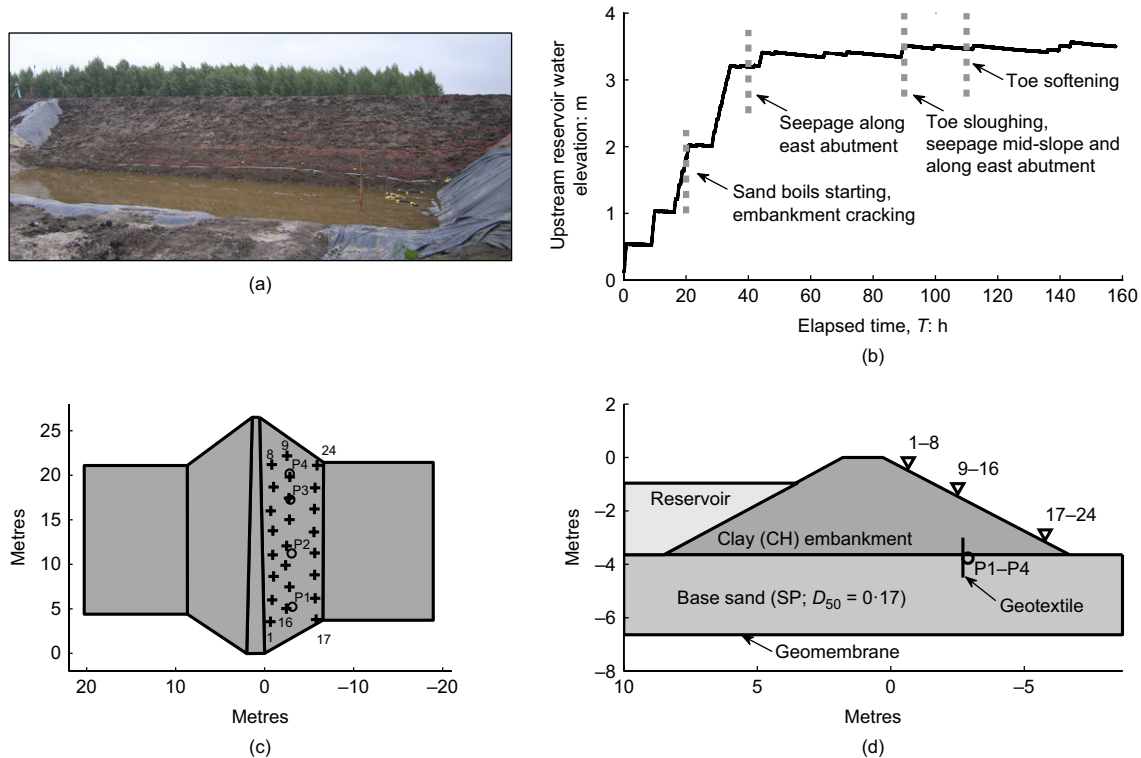 (a)
4
3
2
1
0
Upstream reservoir water
elevation: m
Toe softening
Seepage along
east abutment
Toe sloughing,
seepage mid-slope and
along east abutment
Sand boils starting,
embankment cracking
0 20 40 60 80 100 120 140 160
Elapsed time, T: h
(b)
25
20
15
10
5
0
Metres
9
8
24
P4
P3
P2
P1
16
1
17
20 10 0 –10 –20
Metres
(c)
2
0
–2
–4
–6
–8
Metres
1–8
9–16
17–24
Reservoir
Clay (CH) embankment
P1–P4
Geotextile
Base sand (SP; D50 = 0·17)
Geomembrane
10 5 0 –5
Metres
(d)